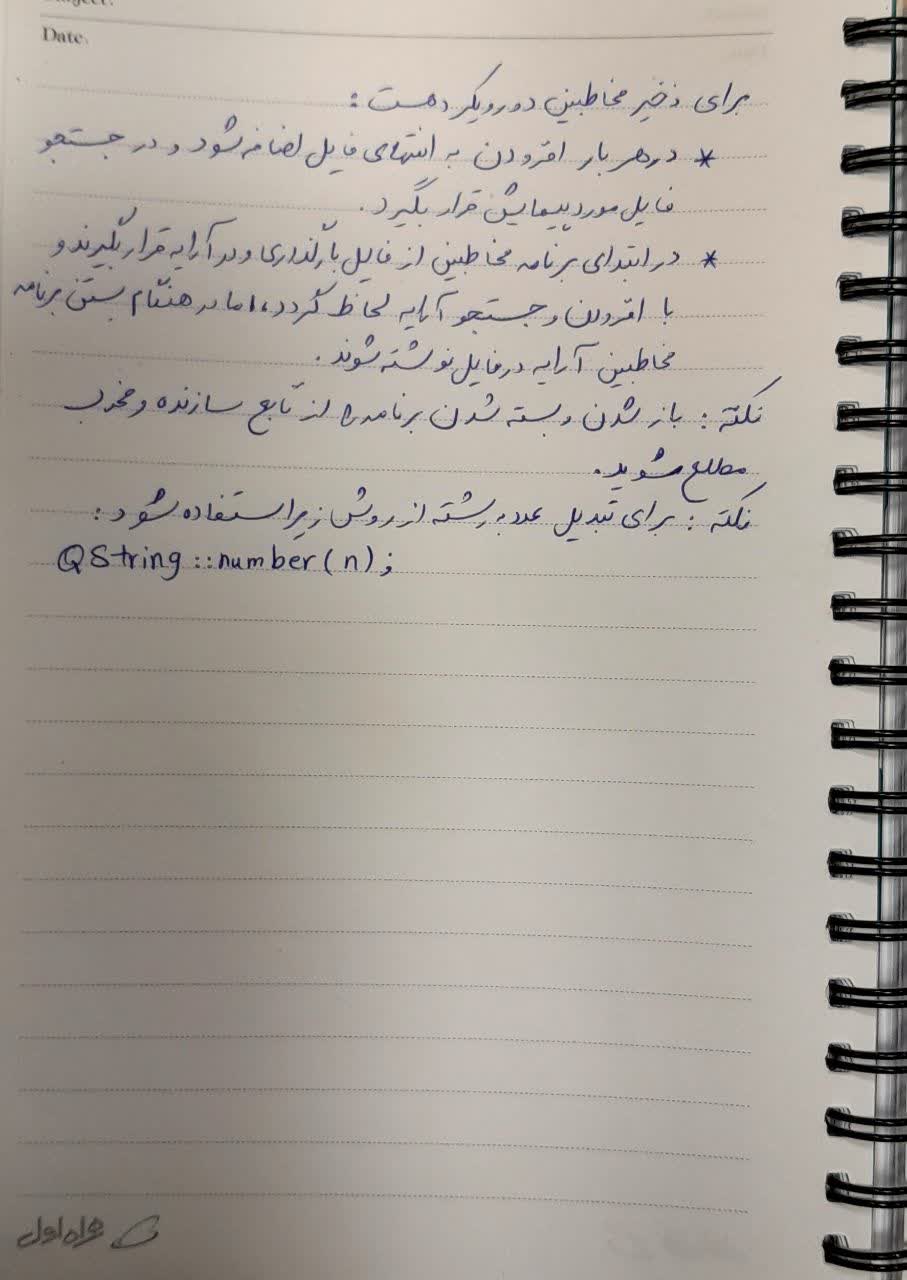 Date.
برای ذخیر مخاطبین دو رویکرد هست :
* در هر بار افزودن به انتهای فایل اضافه شود و در جستجو
فایل مورد پیمایش قرار بگیرد.
* در ابتدای برنامه مخاطبین از فایل بارگذاری و در آرایه قرار بگیرند و
با افزودن و جستجو آرایه لحاظ گردد، اما در هنگام بستن برنامه
مخاطبین آرایه در فایل نوشته شوند.
نکته : باز شدن و بسته شدن برنامه را از تابع سازنده و مخرب
مطلع شوید.
نکته : برای تبدیل عدد به رشته از روش زیر استفاده شود :
QString::number(n);
همراه اول